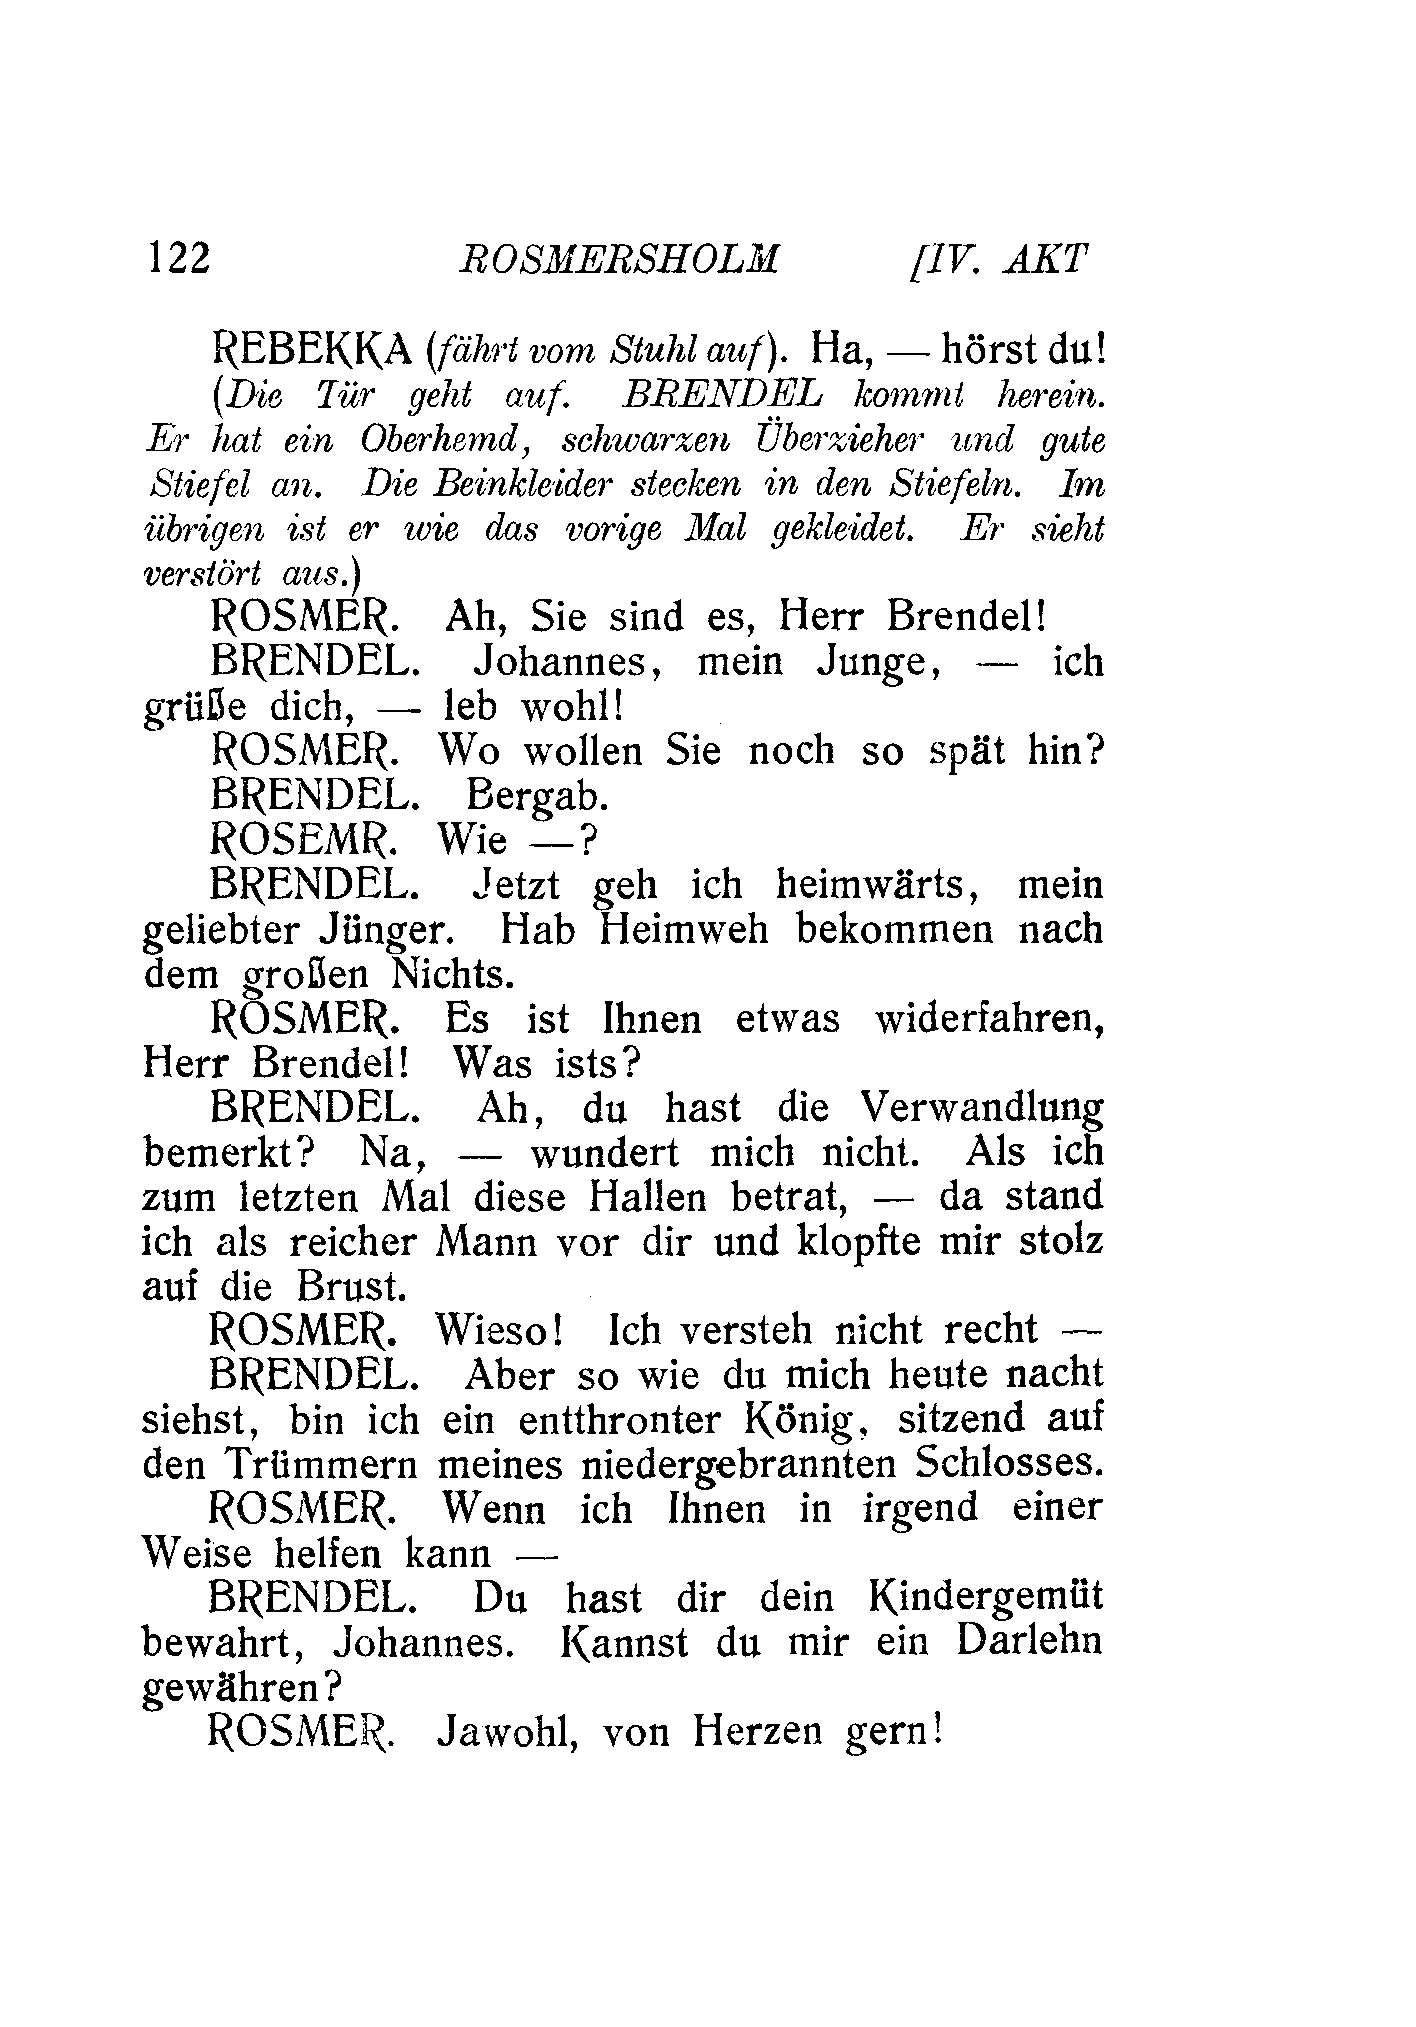 122 ROSMERSHOLM [IV. AKT
REBEKKA (fährt vom Stuhl auf). Ha, — hörst du!
(Die Tür geht auf. BRENDEL kommt herein.
Er hat ein Oberhemd, schwarzen Überzieher und gute
Stiefel an. Die Beinkleider stecken in den Stiefeln. Im
übrigen ist er wie das vorige Mal gekleidet. Er sieht
verstört aus.)
ROSMER. Ah, Sie sind es, Herr Brendel!
BRENDEL. Johannes, mein Junge, — ich
grüße dich, — leb wohl!
ROSMER. Wo wollen Sie noch so spät hin?
BRENDEL. Bergab.
ROSEMR. Wie —?
BRENDEL. Jetzt geh ich heimwärts, mein
geliebter Jünger. Hab Heimweh bekommen nach
dem großen Nichts.
ROSMER. Es ist Ihnen etwas widerfahren,
Herr Brendel! Was ists?
BRENDEL. Ah, du hast die Verwandlung
bemerkt? Na, — wundert mich nicht. Als ich
zum letzten Mal diese Hallen betrat, — da stand
ich als reicher Mann vor dir und klopfte mir stolz
auf die Brust.
ROSMER. Wieso! Ich versteh nicht recht —
BRENDEL. Aber so wie du mich heute nacht
siehst, bin ich ein entthronter König, sitzend auf
den Trümmern meines niedergebrannten Schlosses.
ROSMER. Wenn ich Ihnen in irgend einer
Weise helfen kann —
BRENDEL. Du hast dir dein Kindergemüt
bewahrt, Johannes. Kannst du mir ein Darlehn
gewähren?
ROSMER. Jawohl, von Herzen gern!